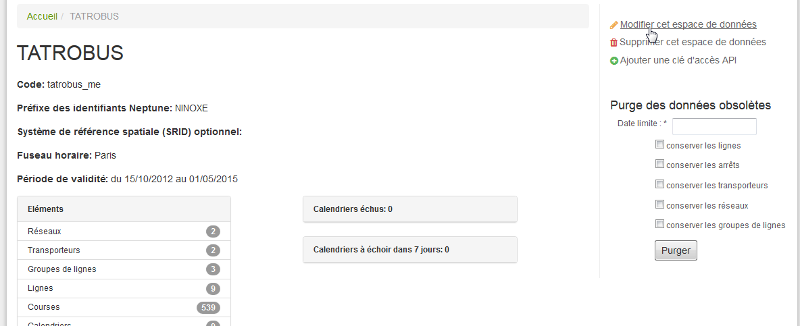 Accueil / TATROBUS
TATROBUS
Code: tatrobus_me
Préfixe des identifiants Neptune: NINOXE
Système de référence spatiale (SRID) optionnel:
Fuseau horaire: Paris
Période de validité: du 15/10/2012 au 01/05/2015
Eléments
Réseaux 2
Transporteurs 2
Groupes de lignes 3
Lignes 9
Courses 539
Calendriers
Calendriers échus: 0
Calendriers à échoir dans 7 jours: 0
Modifier cet espace de données
Supprimer cet espace de données
Ajouter une clé d'accès API
Purge des données obsolètes
Date limite : *
conserver les lignes
conserver les arrêts
conserver les transporteurs
conserver les réseaux
conserver les groupes de lignes
Purger